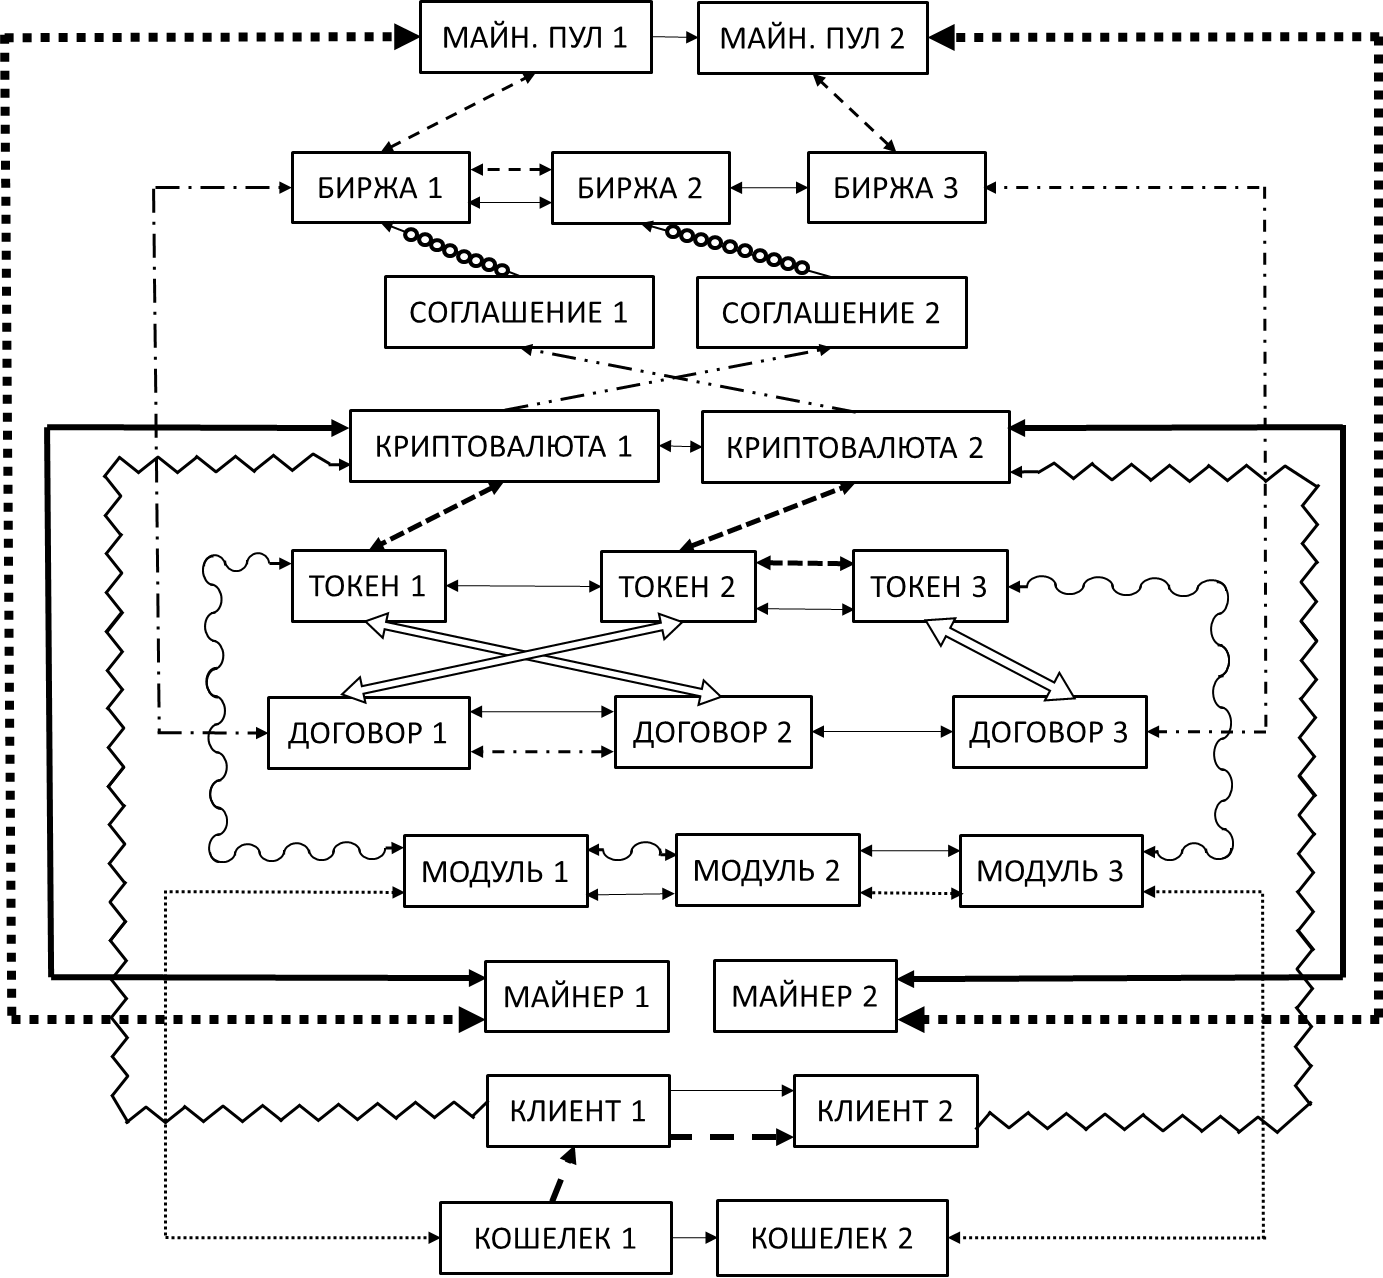 МАЙН. ПУЛ 1
МАЙН. ПУЛ 2
БИРЖА 1
БИРЖА 2
БИРЖА 3
СОГЛАШЕНИЕ 1
СОГЛАШЕНИЕ 2
КРИПТОВАЛЮТА 1
КРИПТОВАЛЮТА 2
ТОКЕН 1
ТОКЕН 2
ТОКЕН 3
ДОГОВОР 1
ДОГОВОР 2
ДОГОВОР 3
МОДУЛЬ 1
МОДУЛЬ 2
МОДУЛЬ 3
МАЙНЕР 1
МАЙНЕР 2
КЛИЕНТ 1
КЛИЕНТ 2
КОШЕЛЕК 1
КОШЕЛЕК 2